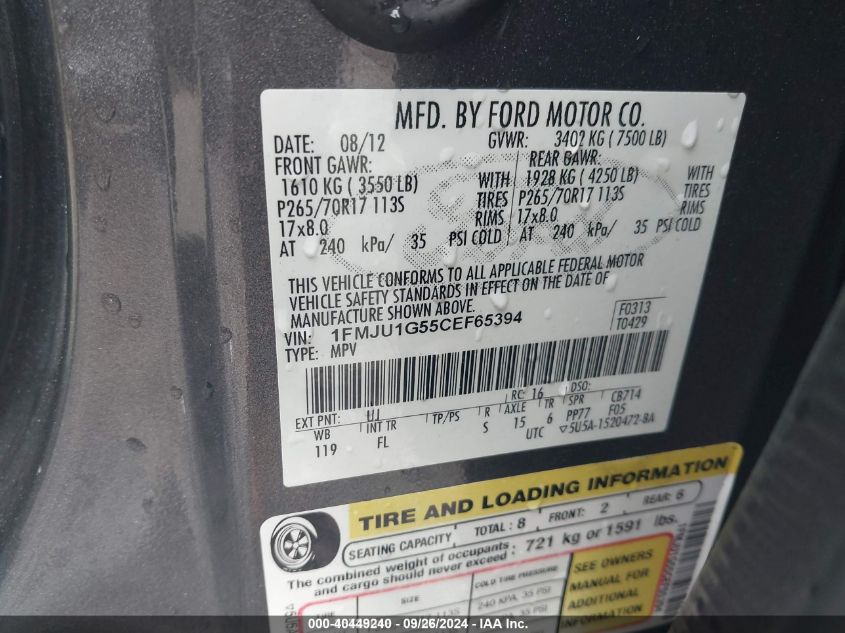 MFD. BY FORD MOTOR CO.
DATE: 08/12 GVWR: 3402 KG ( 7500 LB)
FRONT GAWR: REAR GAWR:
1610 KG ( 3550 LB) WITH 1928 KG ( 4250 LB) WITH
P265/70R17 113S TIRES P265/70R17 113S TIRES
17x8.0 RIMS 17x8.0 RIMS
AT 240 kPa/ 35 PSI COLD AT 240 kPa/ 35 PSI COLD
THIS VEHICLE CONFORMS TO ALL APPLICABLE FEDERAL MOTOR
VEHICLE SAFETY STANDARDS IN EFFECT ON THE DATE OF
MANUFACTURE SHOWN ABOVE.
VIN: 1FMJU1G55CEF65394 F0313
TYPE: MPV T0429
EXT PNT: UJ RC: 16 DSO:
WB INT TR TP/PS R AXLE TR SPR CB714
119 FL S 15 6 PP77 F05
UTC ▽5U5A-1520472-BA
TIRE AND LOADING INFORMATION
SEATING CAPACITY TOTAL : 8 FRONT: 2 REAR: 6
The combined weight of occupants and cargo should never exceed : 721 kg or 1591 lbs.
SIZE COLD TIRE PRESSURE SEE OWNERS
113S 240 KPA, 35 PSI MANUAL FOR
ADDITIONAL
INFORMATION
000 - 40449240 - 09/26/2024 - IAA Inc.